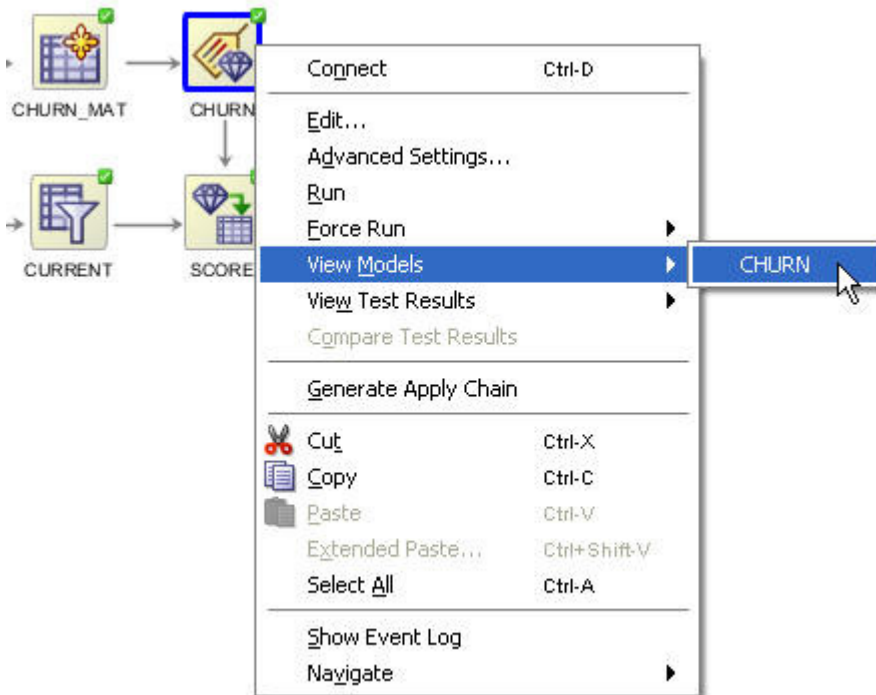 CHURN_MAT
CHURN
CURRENT
SCORE
Connect Ctrl-D
Edit...
Advanced Settings...
Run
Force Run
View Models
CHURN
View Test Results
Compare Test Results
Generate Apply Chain
Cut Ctrl-X
Copy Ctrl-C
Paste Ctrl-V
Extended Paste... Ctrl+Shift-V
Select All Ctrl-A
Show Event Log
Navigate